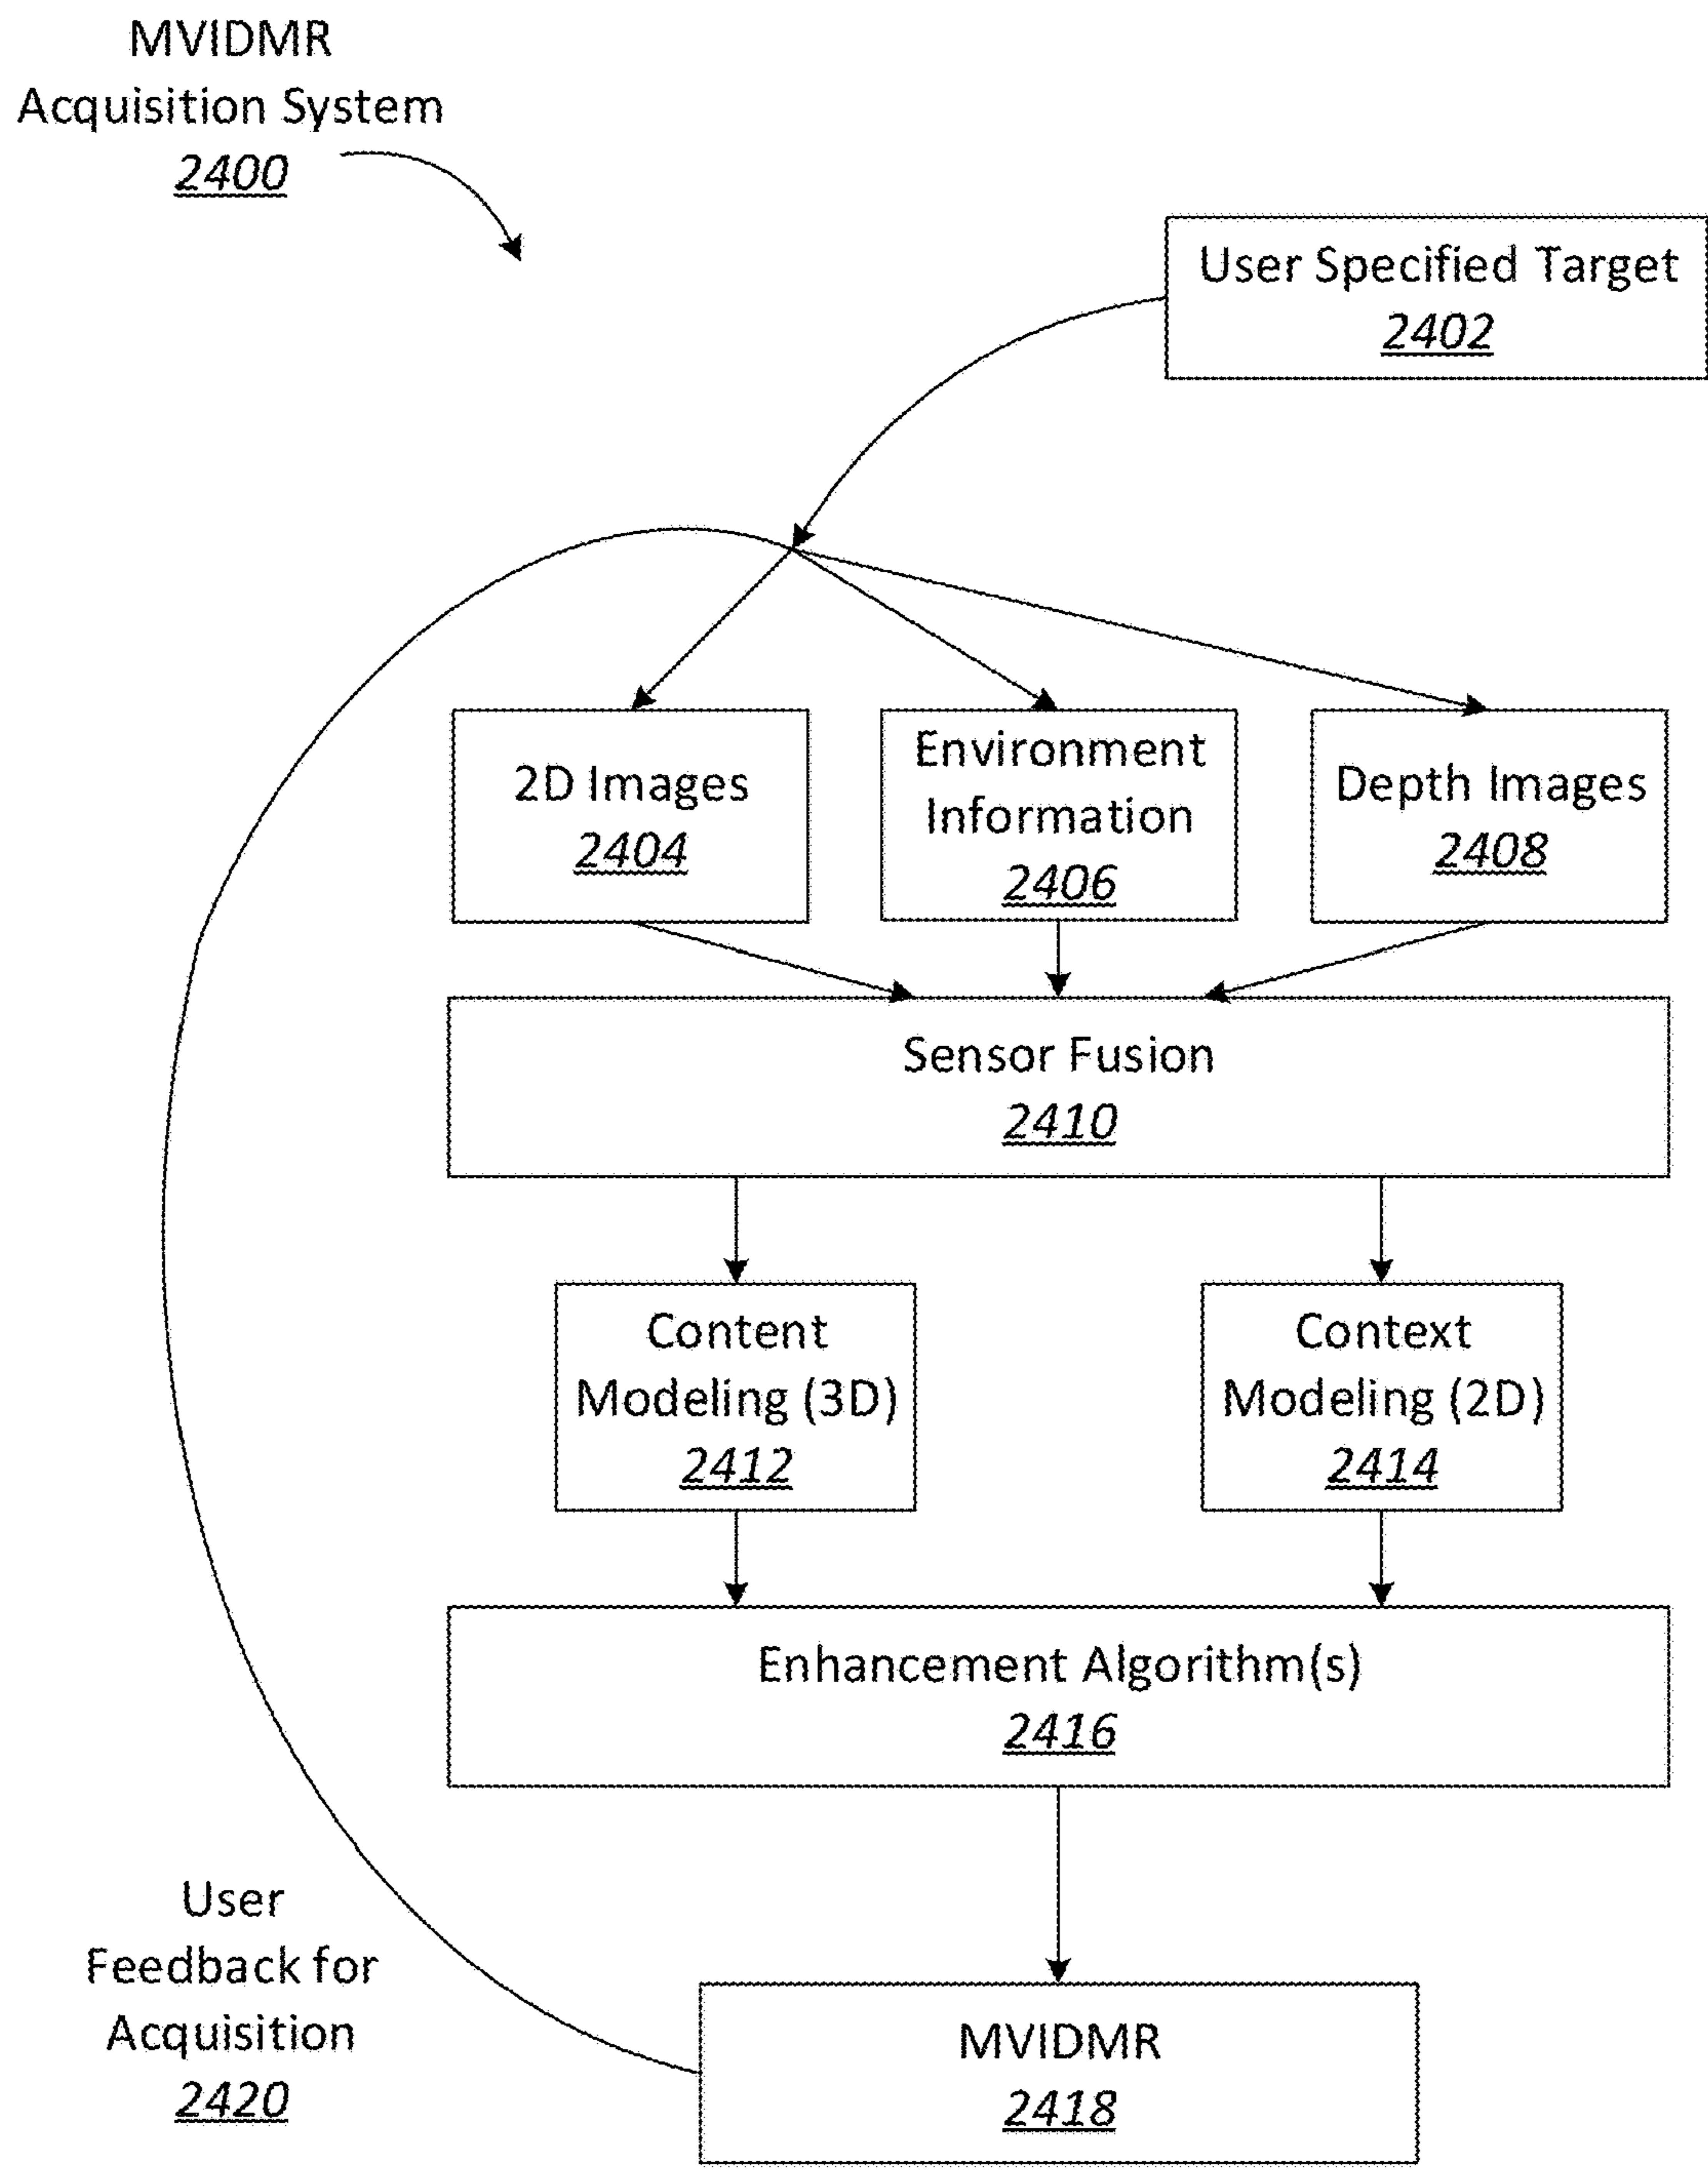 MVIDMR
Acquisition System
2400
User Specified Target
2402
2D Images
2404
Environment
Information
2406
Depth Images
2408
Sensor Fusion
2410
Content
Modeling (3D)
2412
Context
Modeling (2D)
2414
Enhancement Algorithm(s)
2416
User
Feedback for
Acquisition
2420
MVIDMR
2418